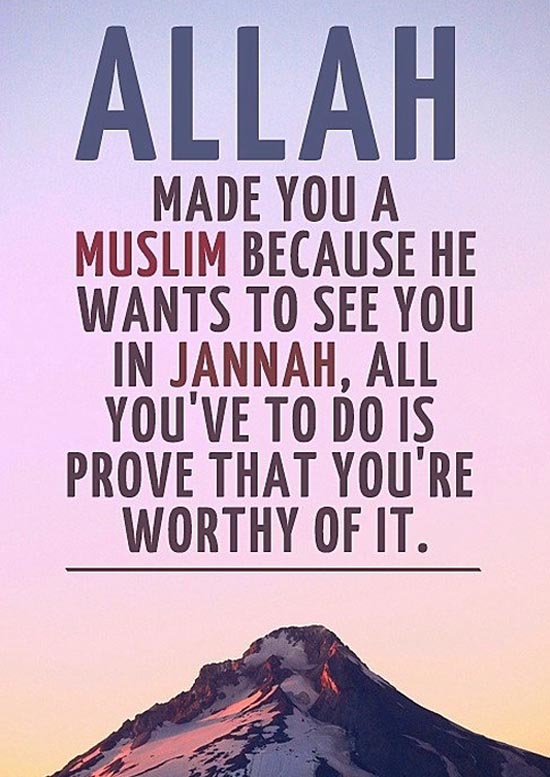 ALLAH
MADE YOU A
MUSLIM BECAUSE HE
WANTS TO SEE YOU
IN JANNAH, ALL
YOU'VE TO DO IS
PROVE THAT YOU'RE
WORTHY OF IT.